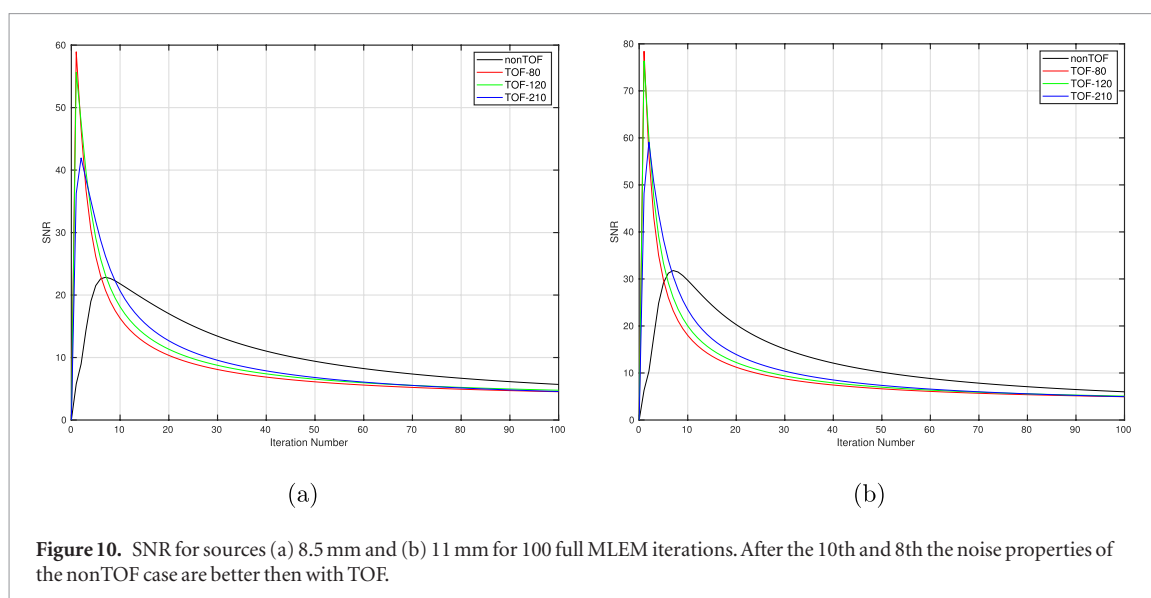 60
50
40
30
20
10
0
SNR
0 10 20 30 40 50 60 70 80 90 100
Iteration Number
nonTOF
TOF-80
TOF-120
TOF-210
(a)
80
70
60
50
40
30
20
10
0
SNR
0 10 20 30 40 50 60 70 80 90 100
Iteration Number
nonTOF
TOF-80
TOF-120
TOF-210
(b)
Figure 10. SNR for sources (a) 8.5 mm and (b) 11 mm for 100 full MLEM iterations. After the 10th and 8th the noise properties of
the nonTOF case are better then with TOF.